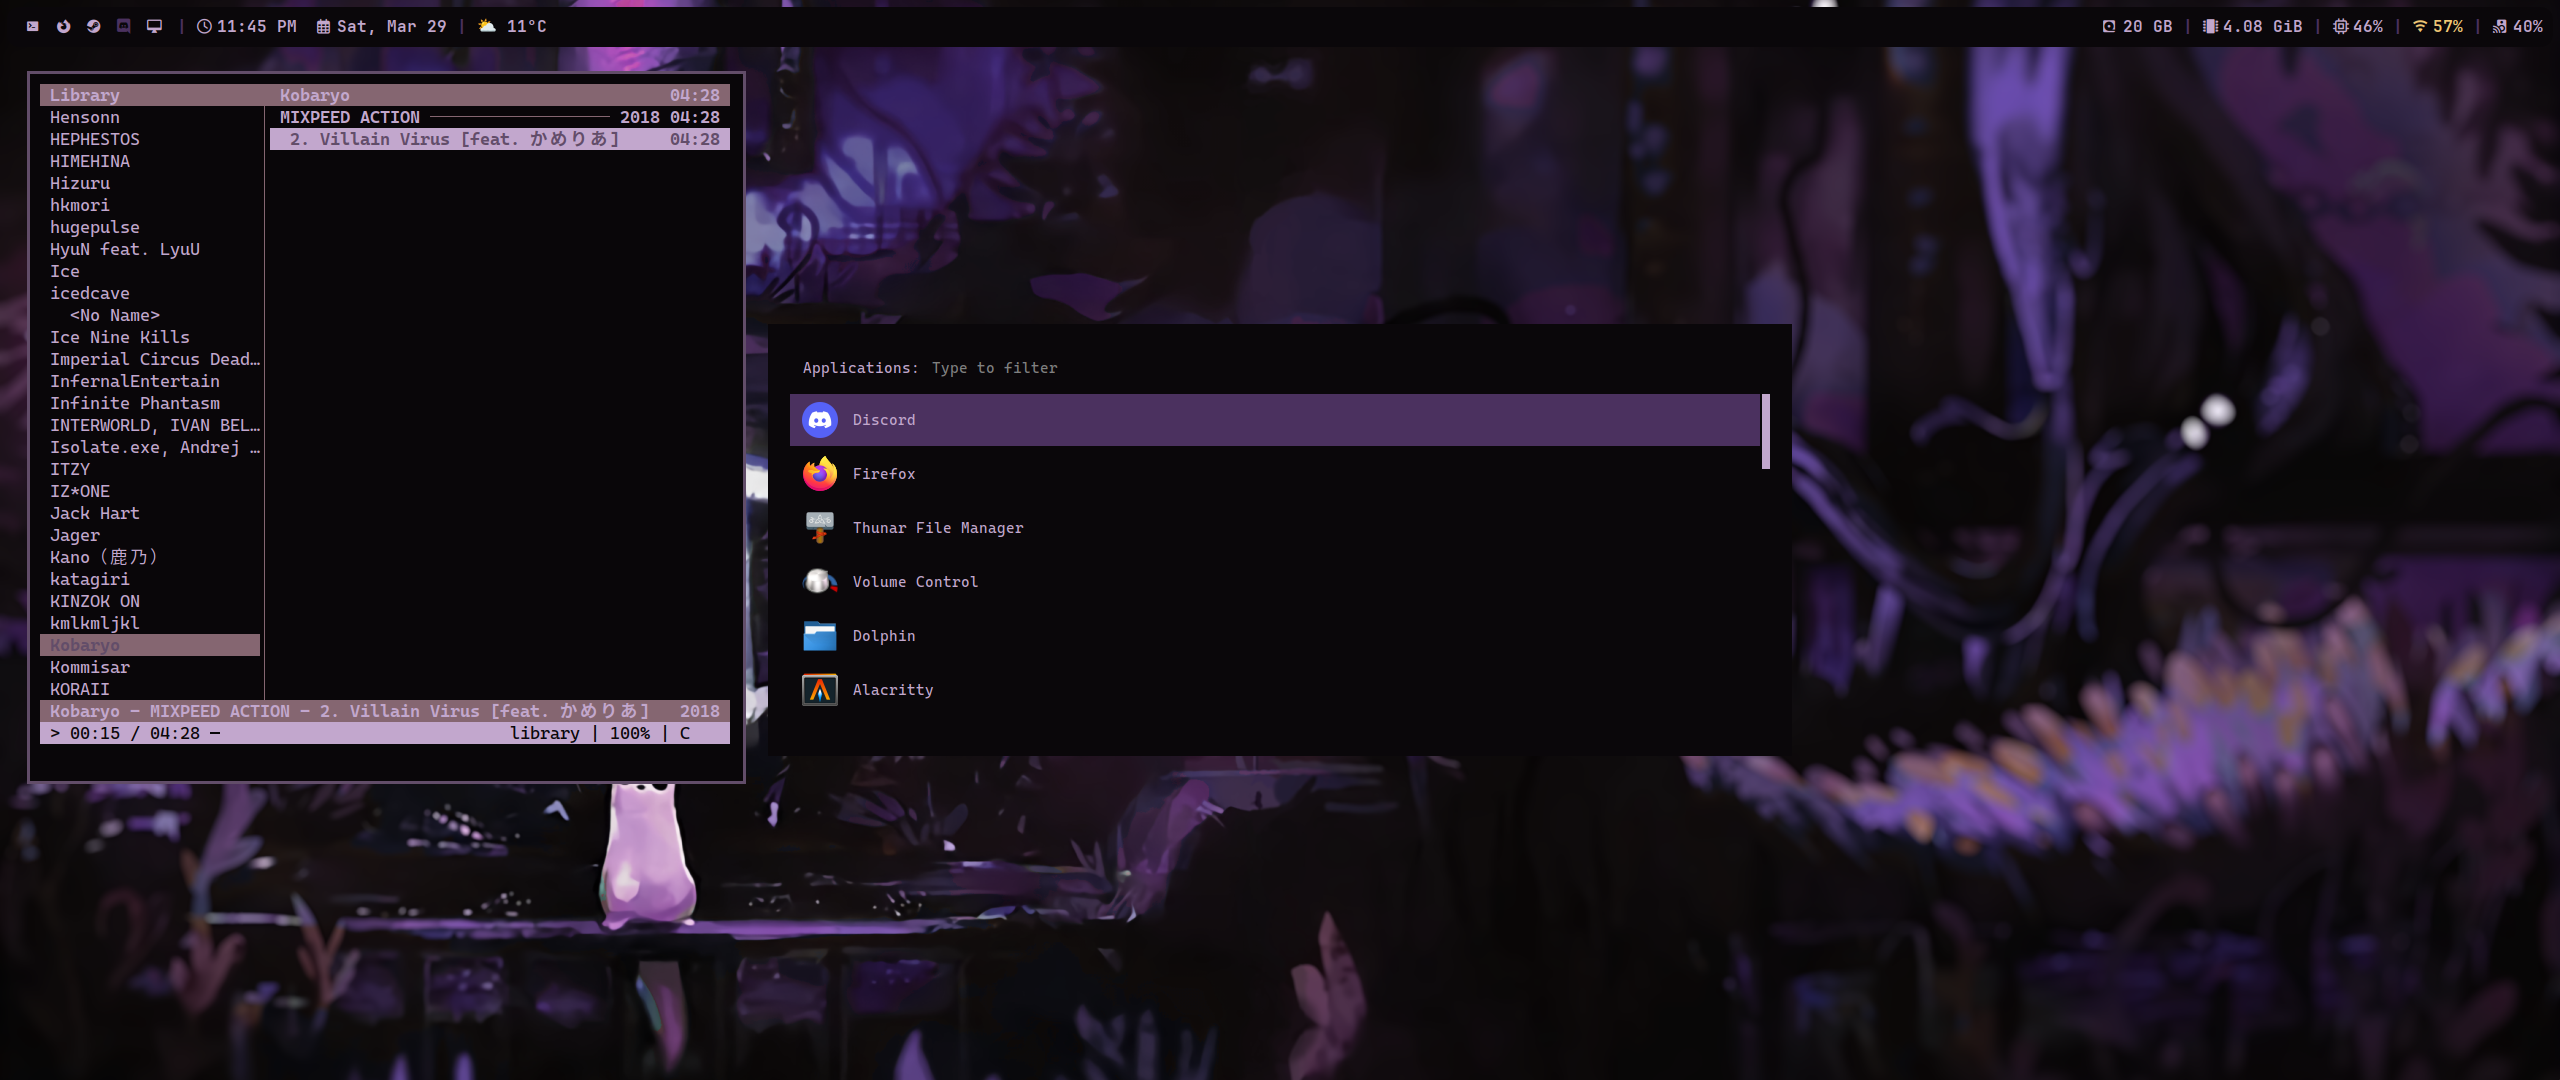 11:45 PM Sat, Mar 29 | 11°C
20 GB | 4.08 GiB | 46% | 57% | 40%
Library
Hensonn
HEPHESTOS
HIMEHINA
Hizuru
hkmori
hugepulse
HyuN feat. LyuU
Ice
icedcave
<No Name>
Ice Nine Kills
Imperial Circus Dead…
InfernalEntertain
Infinite Phantasm
INTERWORLD, IVAN BEL…
Isolate.exe, Andrej …
ITZY
IZ*ONE
Jack Hart
Jager
Kano（鹿乃）
katagiri
KINZOK ON
kmlkmljkl
Kobaryo
Kommisar
KORAII
Kobaryo 04:28
MIXPEED ACTION 2018 04:28
2. Villain Virus [feat. かめりあ] 04:28
Kobaryo - MIXPEED ACTION - 2. Villain Virus [feat. かめりあ] 2018
> 00:15 / 04:28 - library | 100% | C
Applications: Type to filter
Discord
Firefox
Thunar File Manager
Volume Control
Dolphin
Alacritty